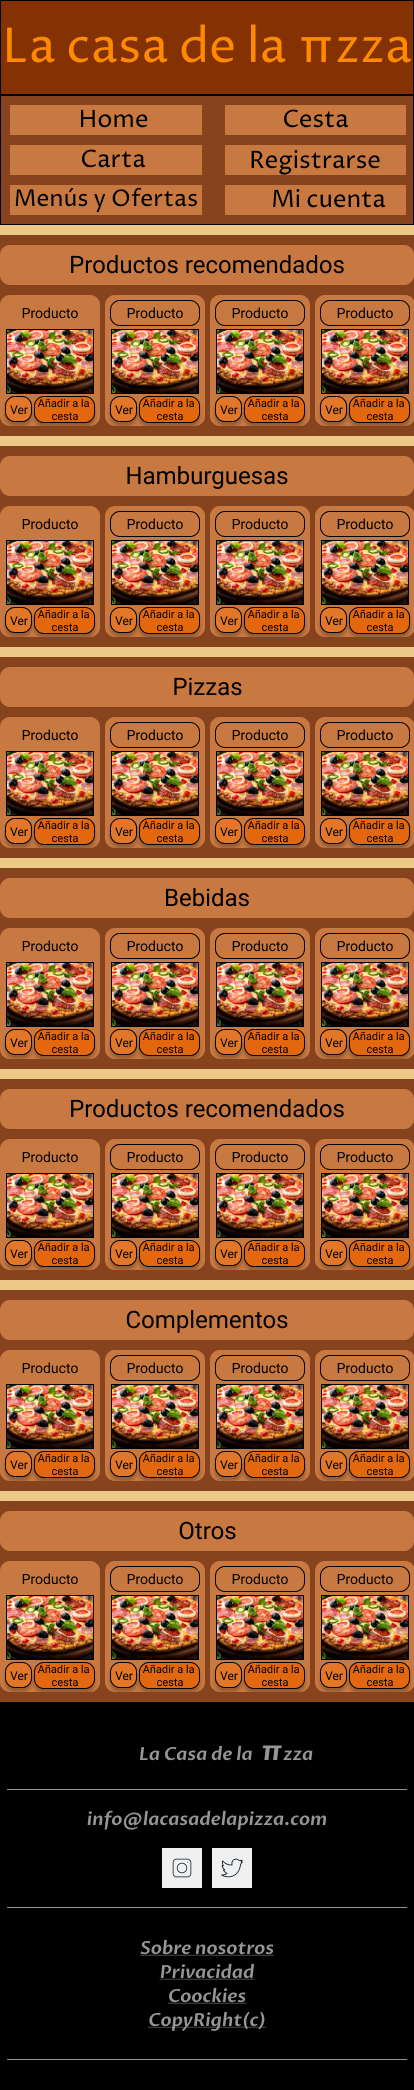 La casa de la πzza
Home Cesta
Carta Registrarse
Menús y Ofertas Mi cuenta
Productos recomendados
Producto Producto Producto Producto
Ver Añadir a la cesta Ver Añadir a la cesta Ver Añadir a la cesta Ver Añadir a la cesta
Hamburguesas
Producto Producto Producto Producto
Ver Añadir a la cesta Ver Añadir a la cesta Ver Añadir a la cesta Ver Añadir a la cesta
Pizzas
Producto Producto Producto Producto
Ver Añadir a la cesta Ver Añadir a la cesta Ver Añadir a la cesta Ver Añadir a la cesta
Bebidas
Producto Producto Producto Producto
Ver Añadir a la cesta Ver Añadir a la cesta Ver Añadir a la cesta Ver Añadir a la cesta
Productos recomendados
Producto Producto Producto Producto
Ver Añadir a la cesta Ver Añadir a la cesta Ver Añadir a la cesta Ver Añadir a la cesta
Complementos
Producto Producto Producto Producto
Ver Añadir a la cesta Ver Añadir a la cesta Ver Añadir a la cesta Ver Añadir a la cesta
Otros
Producto Producto Producto Producto
Ver Añadir a la cesta Ver Añadir a la cesta Ver Añadir a la cesta Ver Añadir a la cesta
La Casa de la πzza
info@lacasadelapizza.com
Sobre nosotros
Privacidad
Coockies
CopyRight(c)